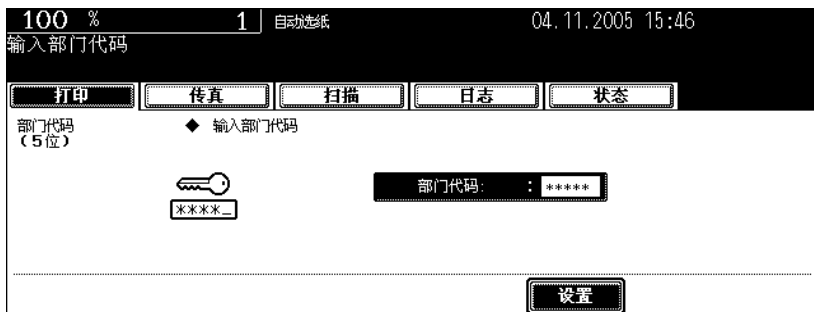 100 % 1 自动选纸 04.11.2005 15:46
输入部门代码
打印 传真 扫描 日志 状态
部门代码 ◆ 输入部门代码
(5位)
部门代码: : *****
****_
设置